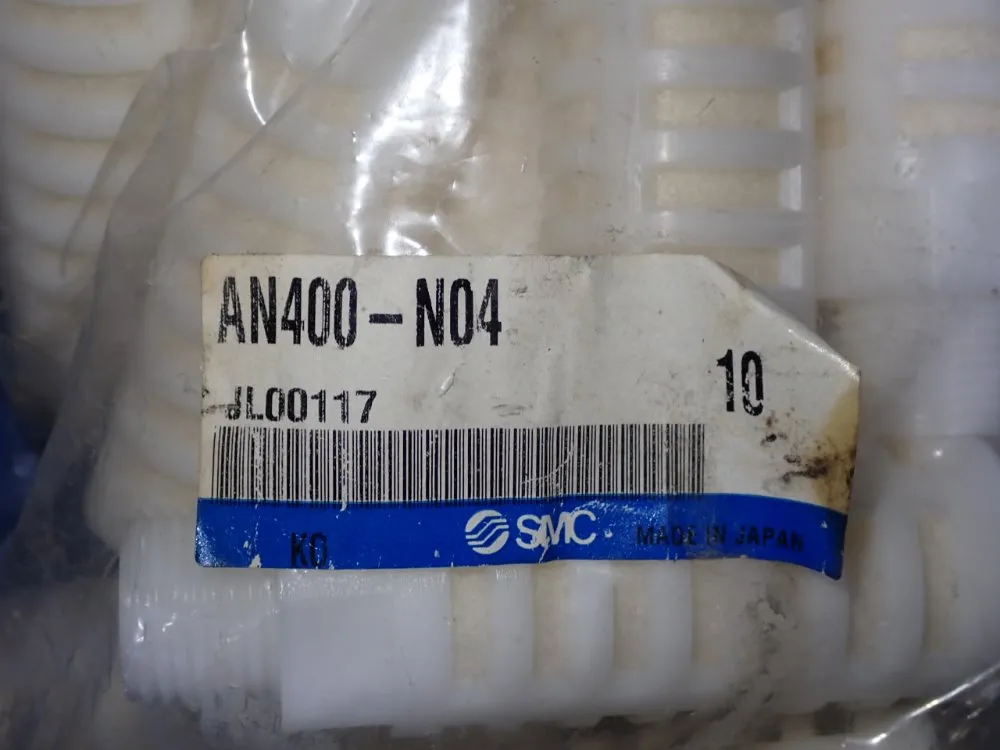 AN400-N04
10
JL00117
KO
SMC
MADE IN JAPAN